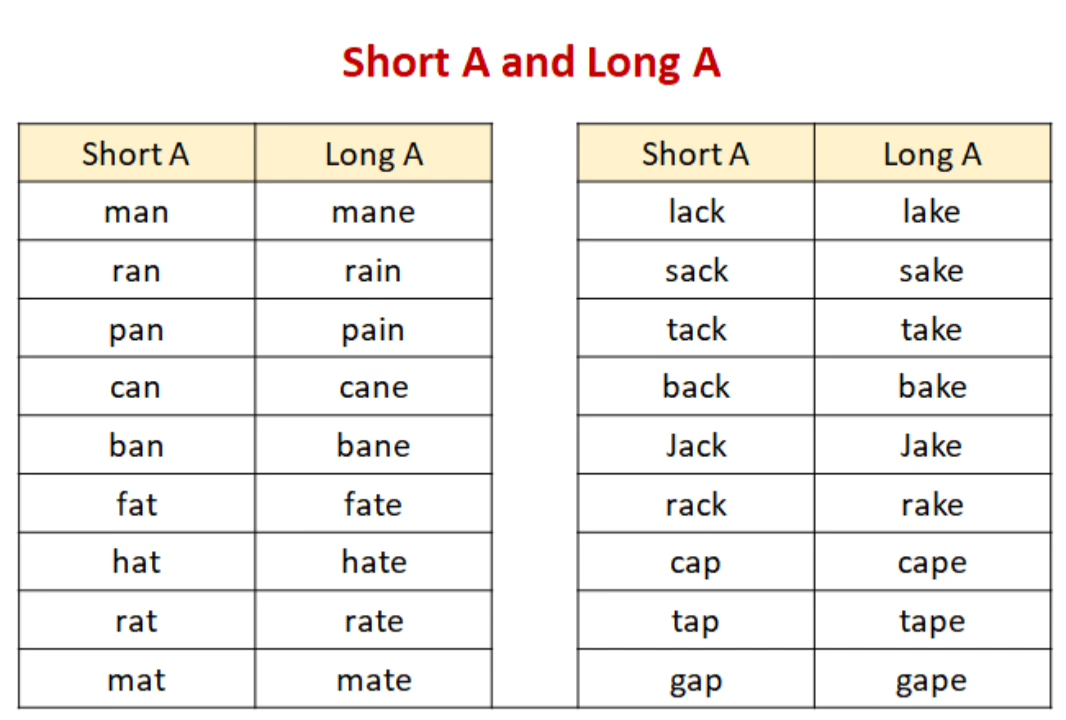 Short A and Long A
Short A Long A Short A Long A
man mane lack lake
ran rain sack sake
pan pain tack take
can cane back bake
ban bane Jack Jake
fat fate rack rake
hat hate cap cape
rat rate tap tape
mat mate gap gape